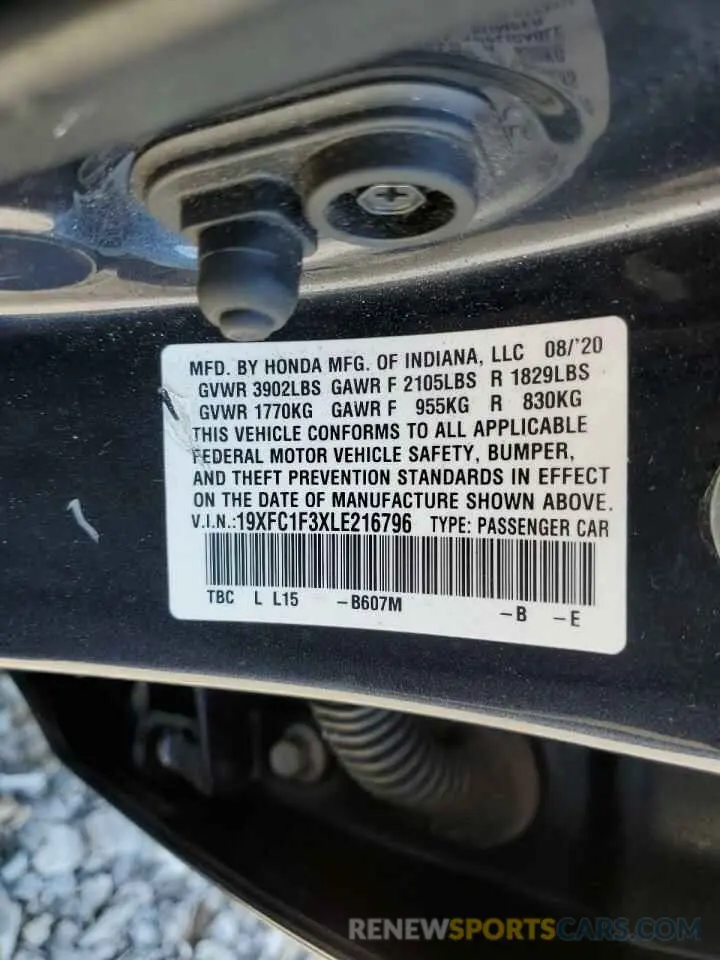 MFD. BY HONDA MFG. OF INDIANA, LLC 08/'20
GVWR 3902LBS GAWR F 2105LBS R 1829LBS
GVWR 1770KG GAWR F 955KG R 830KG
THIS VEHICLE CONFORMS TO ALL APPLICABLE
FEDERAL MOTOR VEHICLE SAFETY, BUMPER,
AND THEFT PREVENTION STANDARDS IN EFFECT
ON THE DATE OF MANUFACTURE SHOWN ABOVE.
V.I.N.:19XFC1F3XLE216796 TYPE: PASSENGER CAR
TBC L L15 -B607M -B -E
RENEWSPORTSCARS.COM